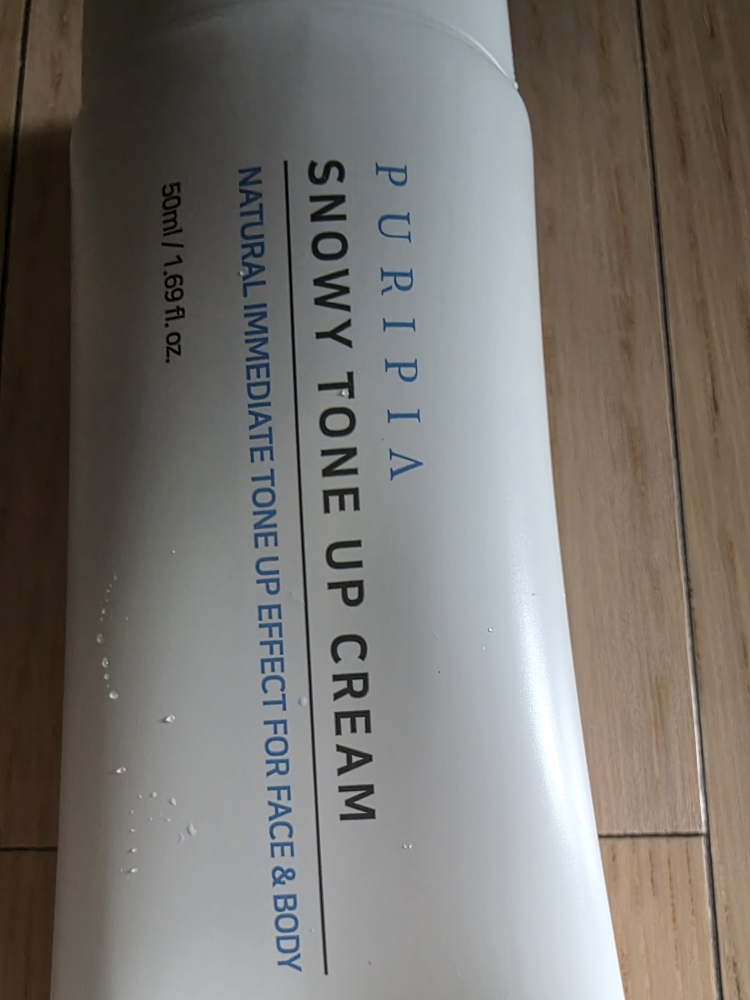 PURIPIA
SNOWY TONE UP CREAM
NATURAL IMMEDIATE TONE UP EFFECT FOR FACE & BODY
50ml / 1.69 fl. oz.